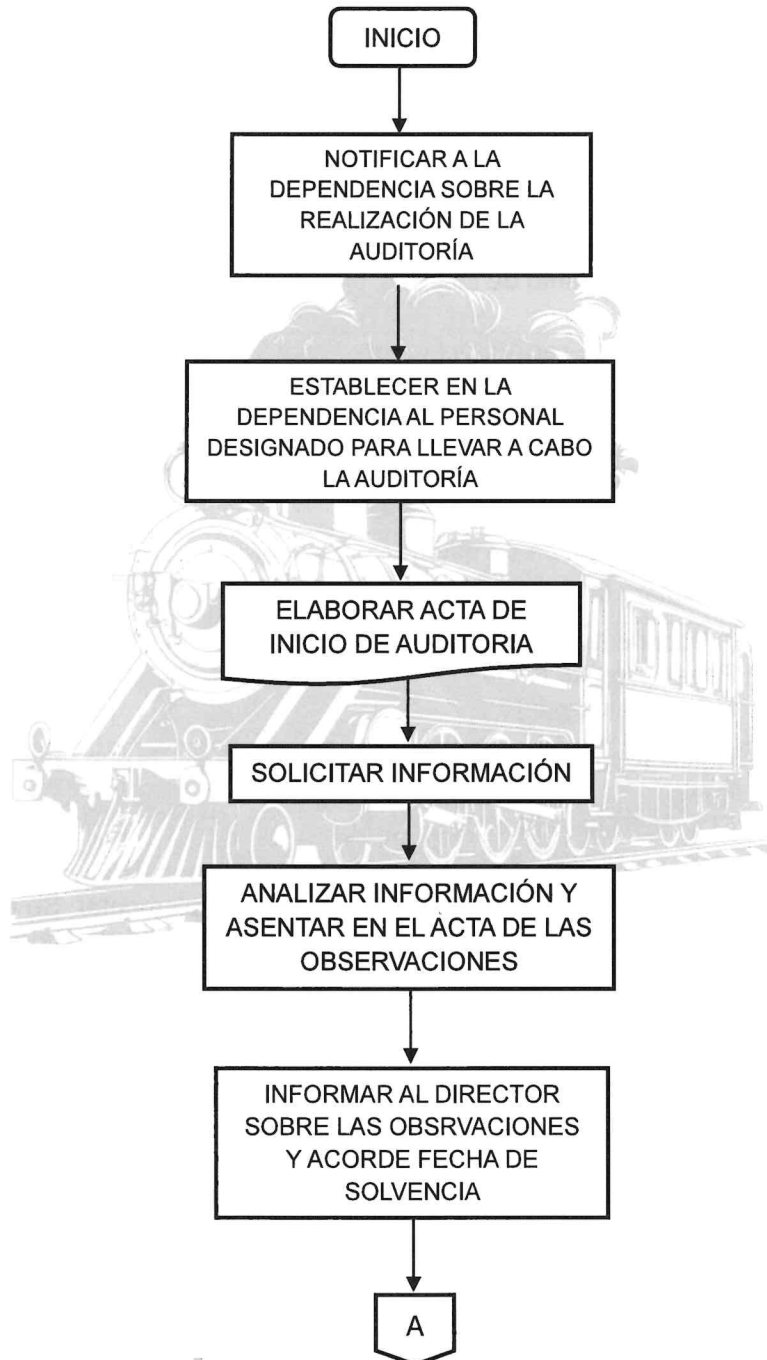 INICIO
NOTIFICAR A LA
DEPENDENCIA SOBRE LA
REALIZACIÓN DE LA
AUDITORÍA
ESTABLECER EN LA
DEPENDENCIA AL PERSONAL
DESIGNADO PARA LLEVAR A CABO
LA AUDITORÍA
ELABORAR ACTA DE
INICIO DE AUDITORIA
SOLICITAR INFORMACIÓN
ANALIZAR INFORMACIÓN Y
ASENTAR EN EL ACTA DE LAS
OBSERVACIONES
INFORMAR AL DIRECTOR
SOBRE LAS OBSRVACIONES
Y ACORDE FECHA DE
SOLVENCIA
A